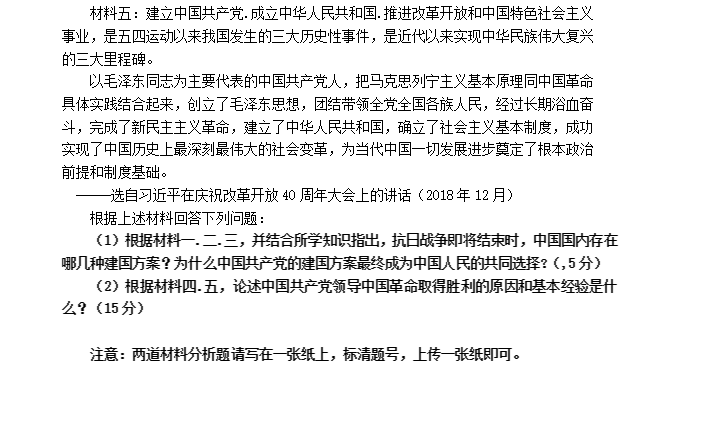 材料五：建立中国共产党.成立中华人民共和国.推进改革开放和中国特色社会主义
事业，是五四运动以来我国发生的三大历史性事件，是近代以来实现中华民族伟大复兴
的三大里程碑。
以毛泽东同志为主要代表的中国共产党人，把马克思列宁主义基本原理同中国革命
具体实践结合起来，创立了毛泽东思想，团结带领全党全国各族人民，经过长期浴血奋
斗，完成了新民主主义革命，建立了中华人民共和国，确立了社会主义基本制度，成功
实现了中国历史上最深刻最伟大的社会变革，为当代中国一切发展进步奠定了根本政治
前提和制度基础。
——选自习近平在庆祝改革开放 40 周年大会上的讲话（2018 年 12 月）
根据上述材料回答下列问题：
（1）根据材料一.二.三，并结合所学知识指出，抗日战争即将结束时，中国国内存在
哪几种建国方案？为什么中国共产党的建国方案最终成为中国人民的共同选择？（,5 分）
（2）根据材料四.五，论述中国共产党领导中国革命取得胜利的原因和基本经验是什
么？（15 分）
注意：两道材料分析题请写在一张纸上，标清题号，上传一张纸即可。